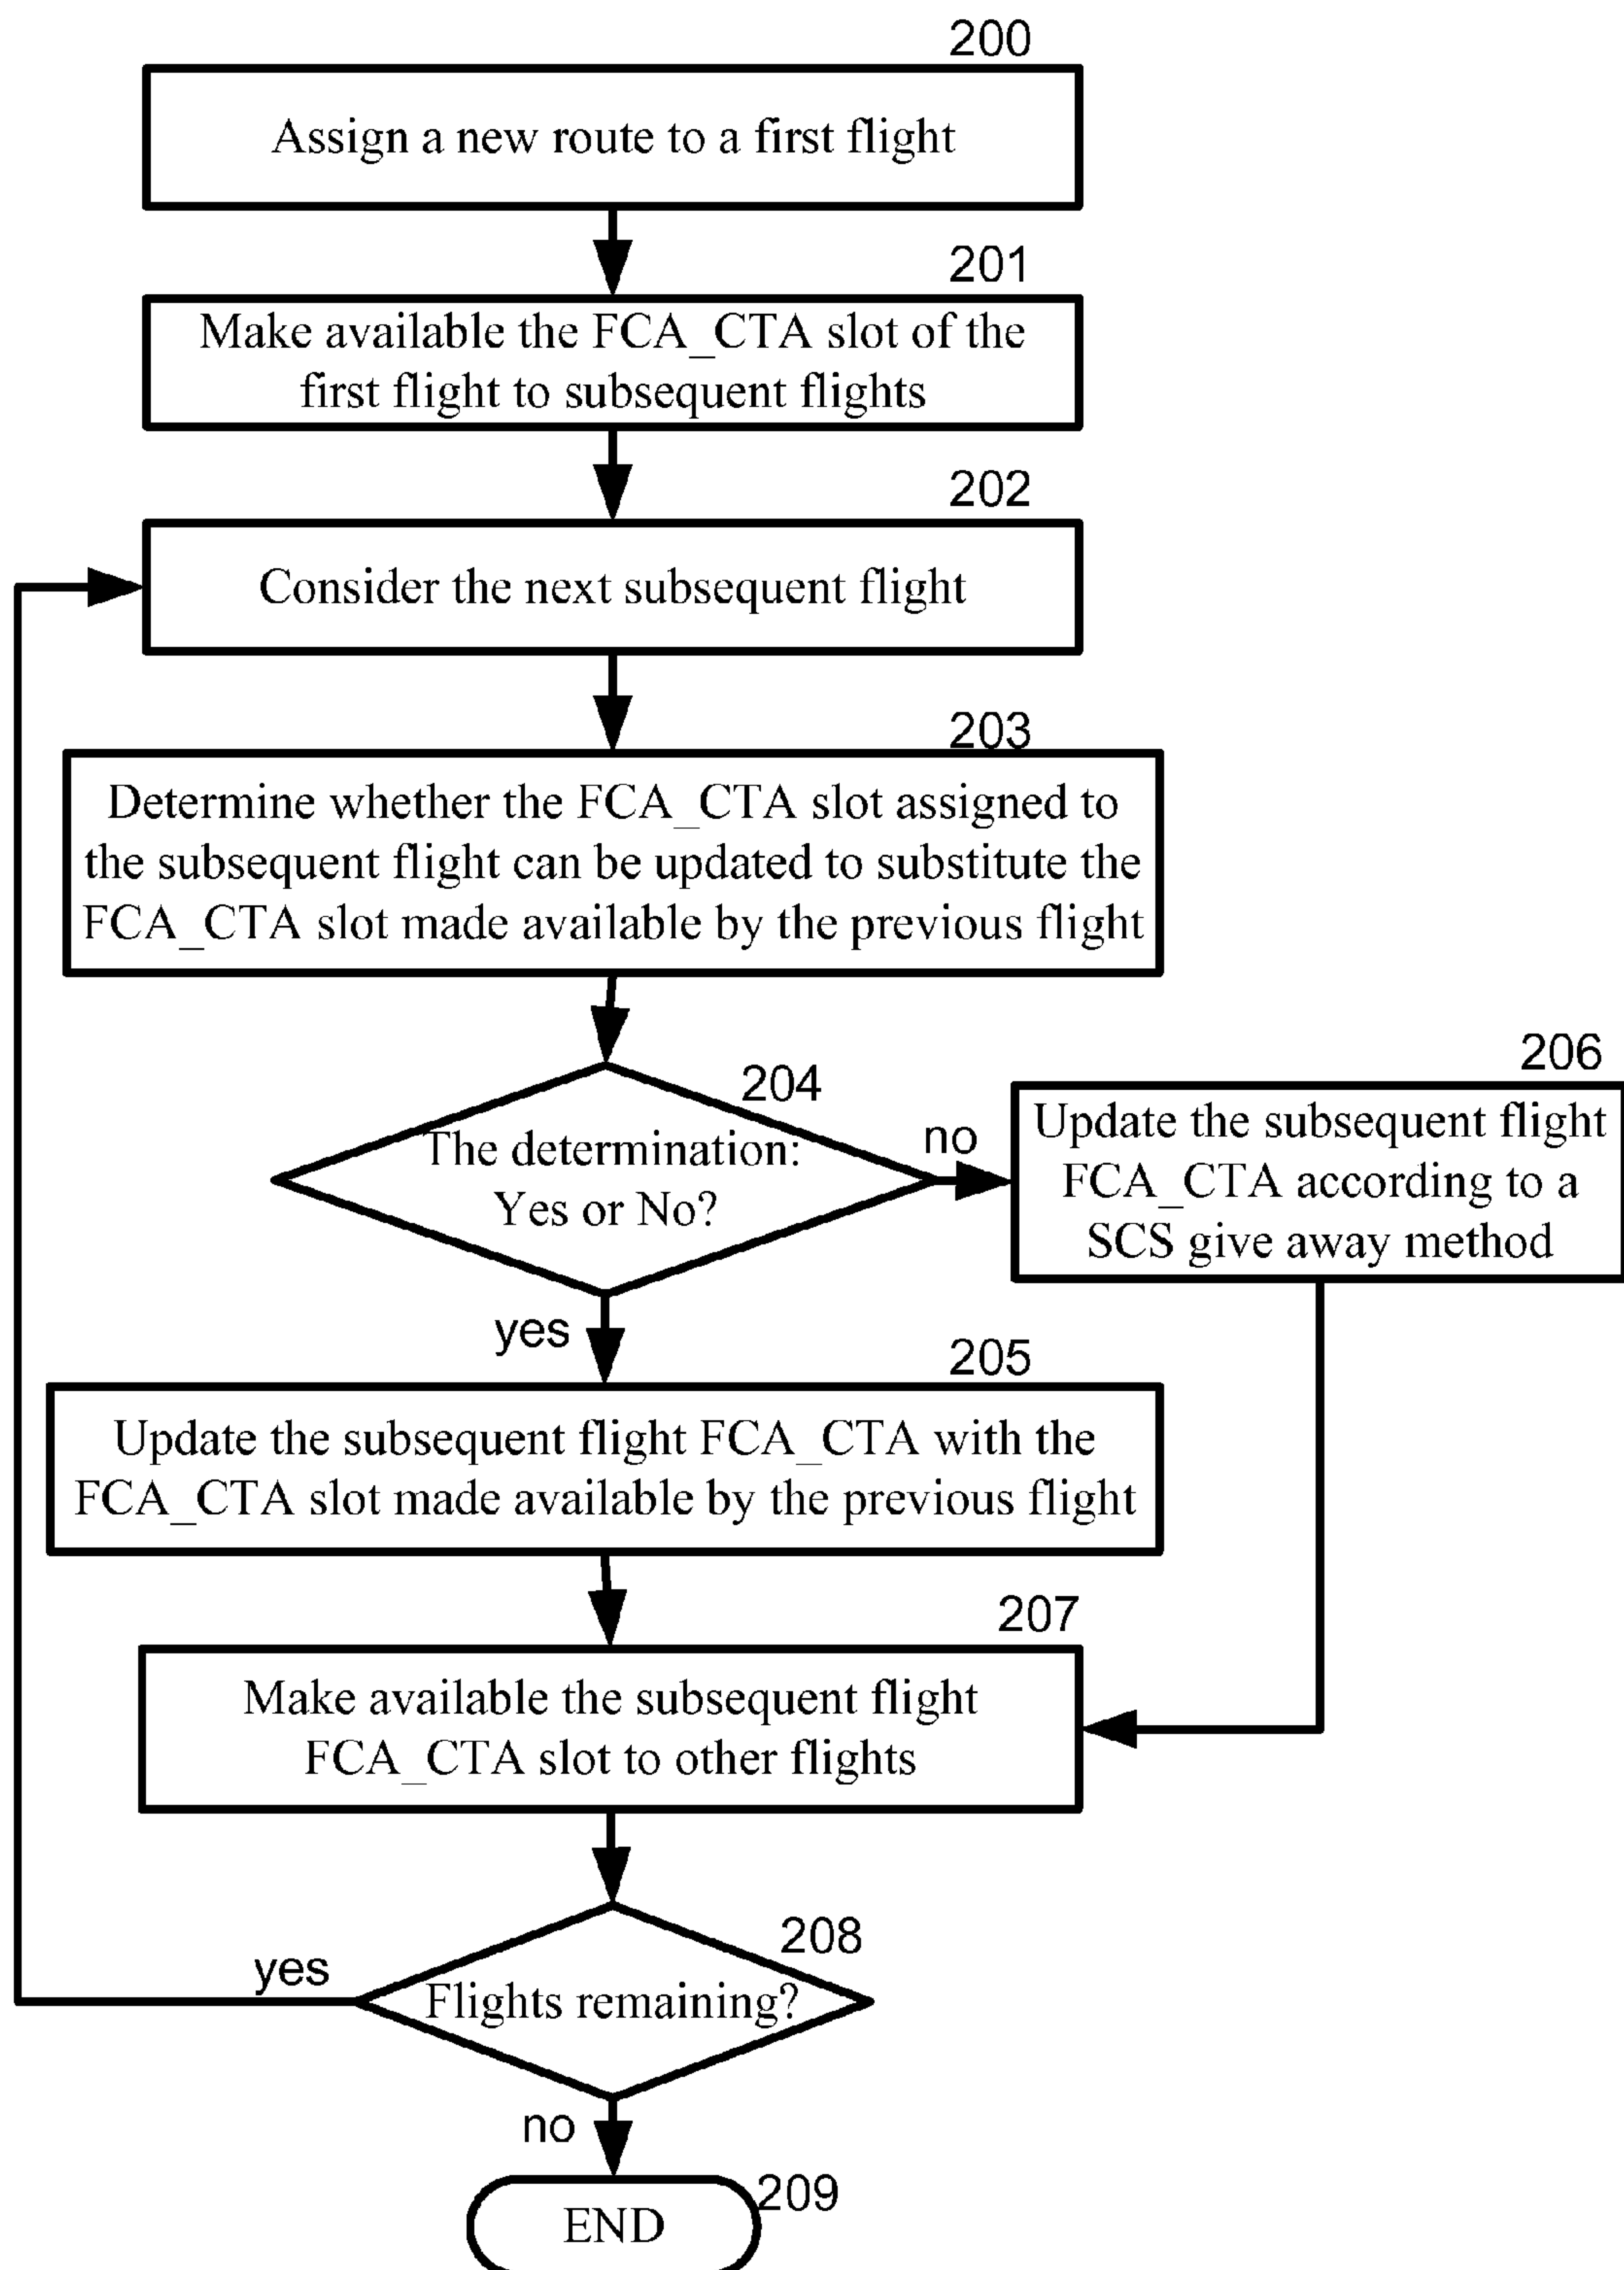 200
Assign a new route to a first flight
201
Make available the FCA_CTA slot of the
first flight to subsequent flights
202
Consider the next subsequent flight
203
Determine whether the FCA_CTA slot assigned to
the subsequent flight can be updated to substitute the
FCA_CTA slot made available by the previous flight
204
The determination:
Yes or No?
no
206
Update the subsequent flight
FCA_CTA according to a
SCS give away method
yes
205
Update the subsequent flight FCA_CTA with the
FCA_CTA slot made available by the previous flight
207
Make available the subsequent flight
FCA_CTA slot to other flights
208
yes
Flights remaining?
no
209
END